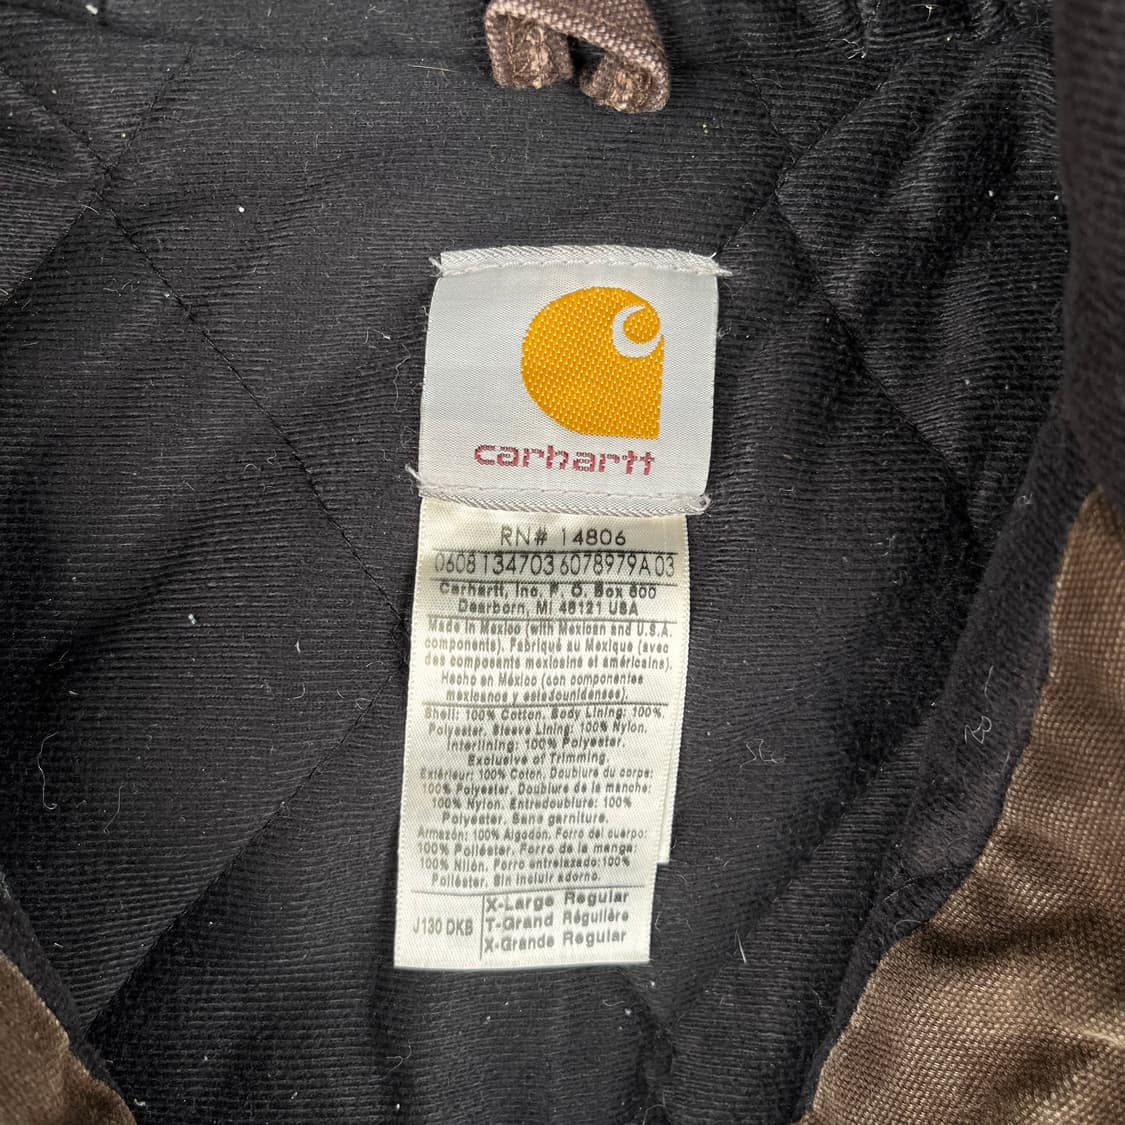 carhartt
RN# 14806
0608 134703 6078979A 03
Carhartt, Inc. P. O. Box 600
Dearborn, MI 48121 USA
Made in Mexico (with Mexican and U.S.A.
components). Fabriqué au Mexique (avec
des composants mexicains et américains).
Hecho en México (con componentes
mexicanos y estadounidenses).
Shell: 100% Cotton. Body Lining: 100%.
Polyester, Sleeve Lining: 100% Nylon.
Interlining: 100% Polyester.
Exclusive of Trimming.
Extérieur: 100% Coton. Doublure du corps:
100% Polyester, Doublure de la manche:
100% Nylon. Entredoublure: 100%
Polyester. Sans garniture.
Armazón: 100% Algodón. Forro del cuerpo:
100% Poliéster, Forro de la manga:
100% Nilón. Forro entrelazado:100%
Poliéster. Sin incluir adorno.
J130 DKB
X-Large Regular
T-Grand Régulière
X-Grande Regular